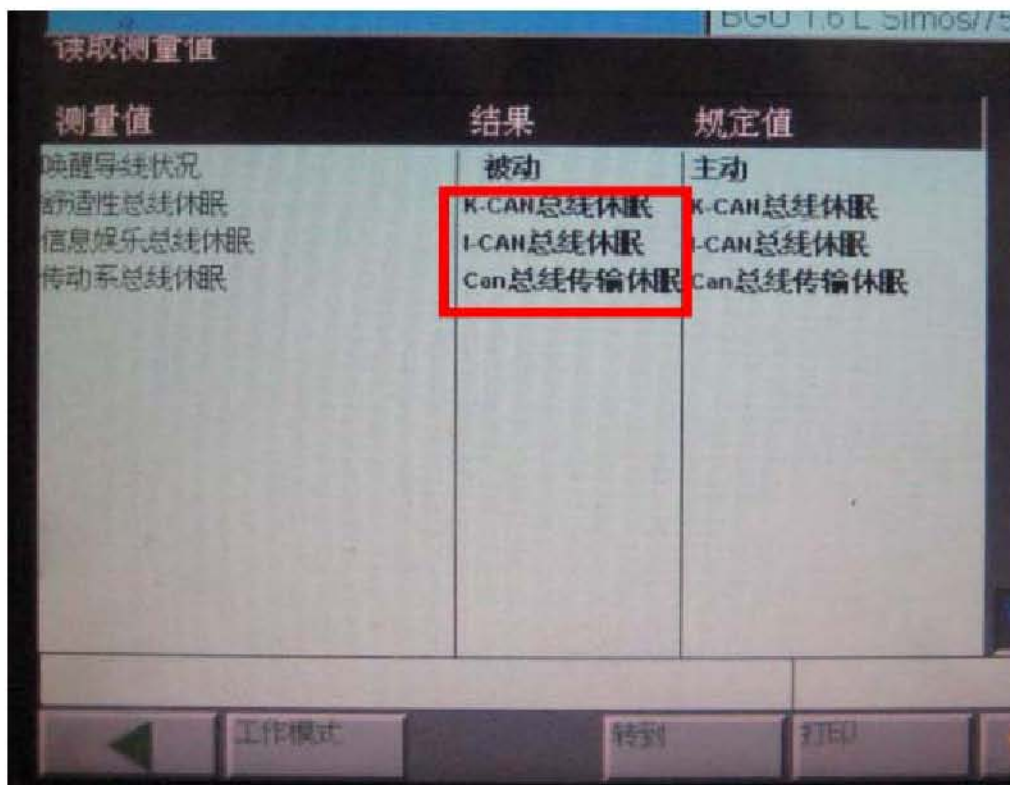 BGU 1.6 L Simos/75
读取测量值
测量值 结果 规定值
唤醒导线状况 被动 主动
舒适性总线休眠 K-CAN总线休眠 K-CAN总线休眠
信息娱乐总线休眠 I-CAN总线休眠 I-CAN总线休眠
传动系总线休眠 Can总线传输休眠 Can总线传输休眠
工作模式 转到 打印